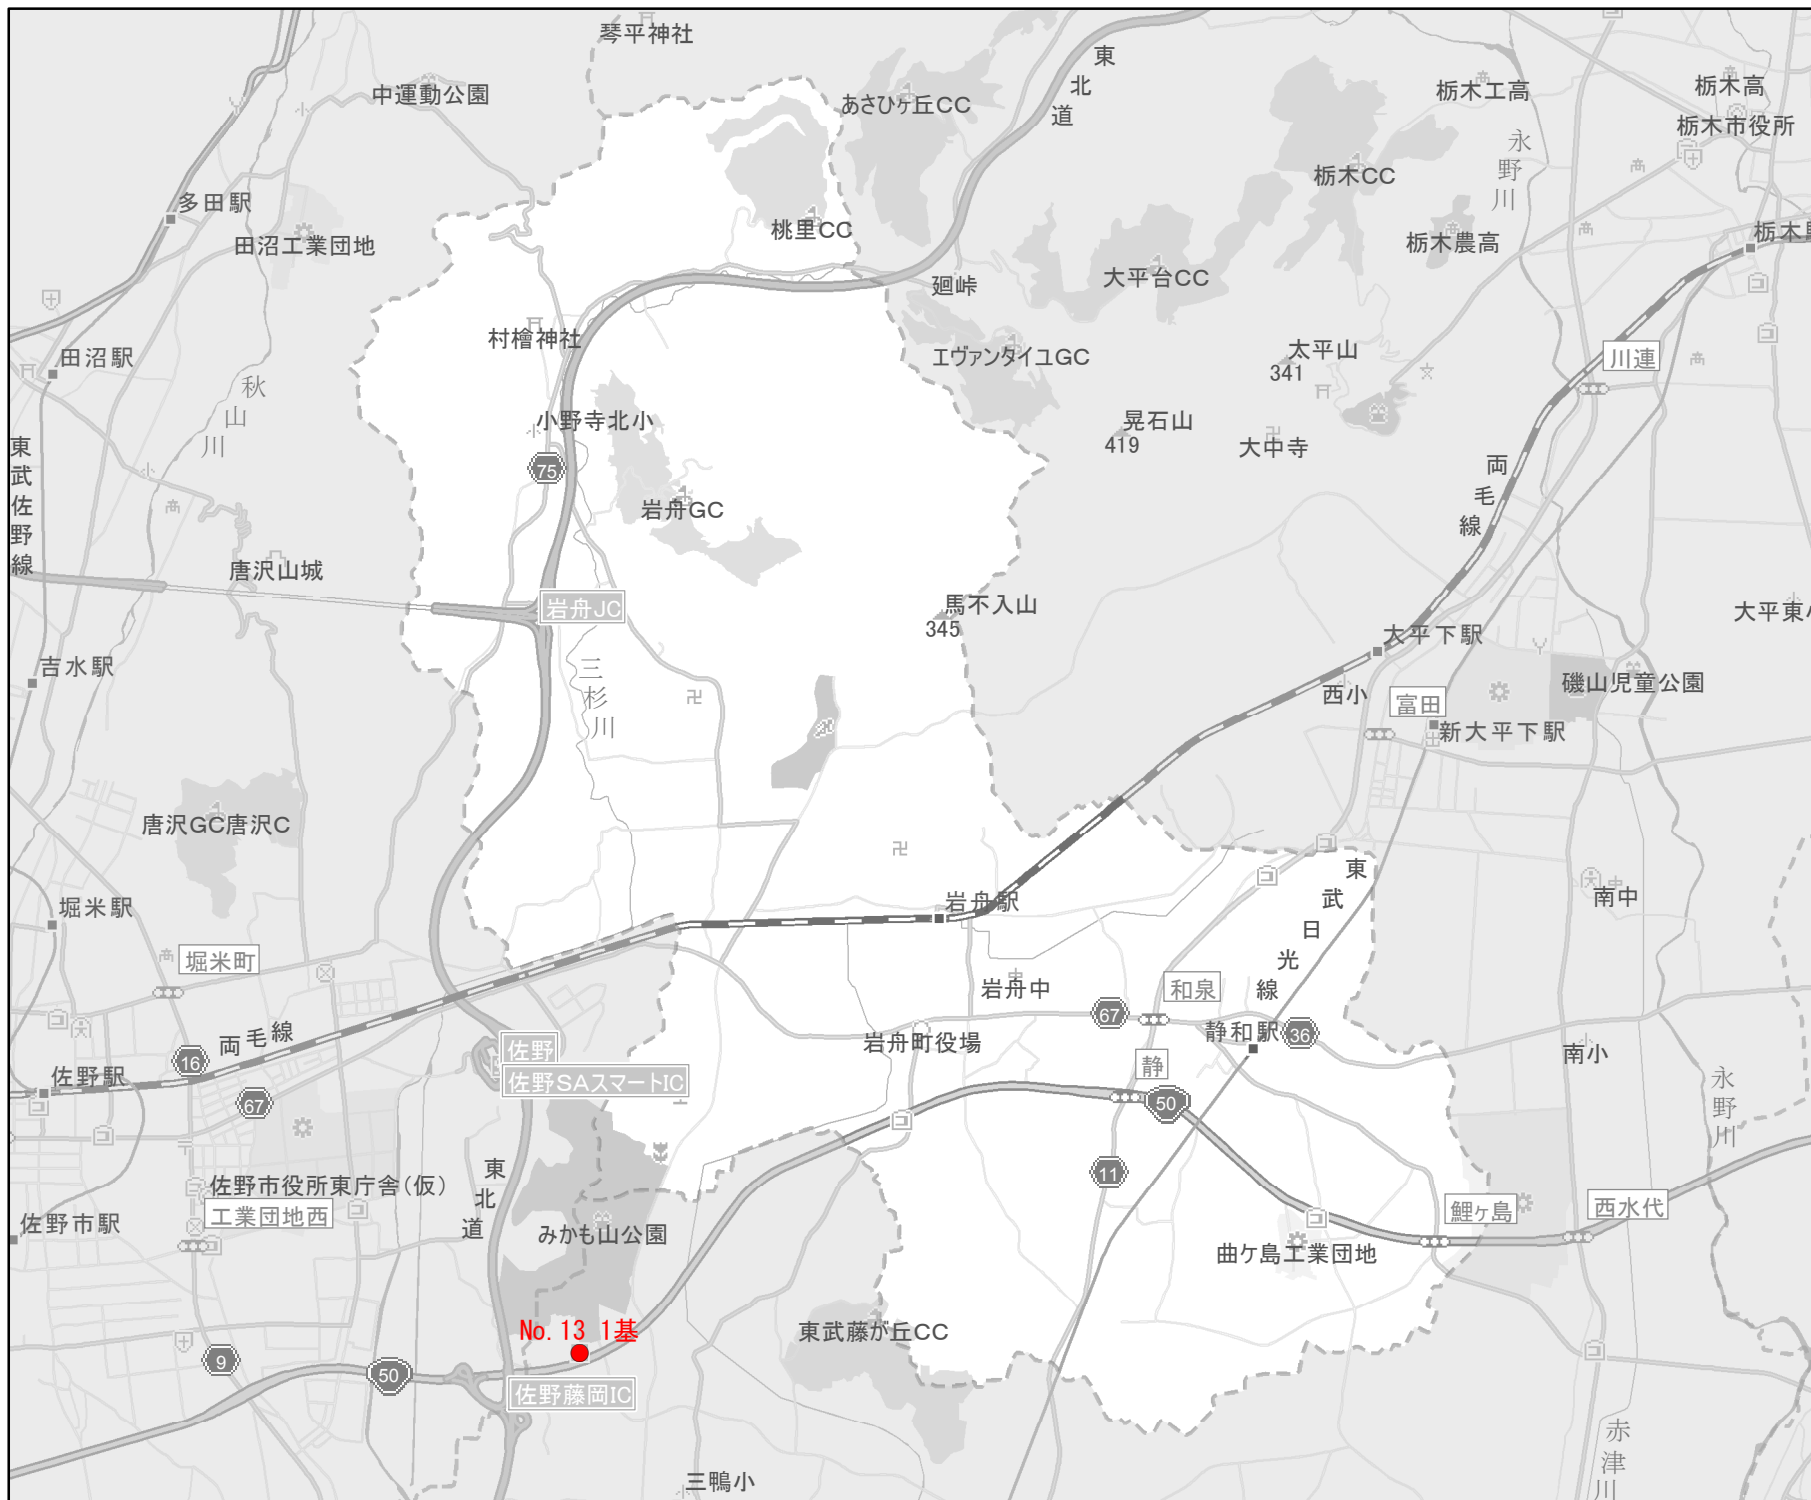 琴平神社
東北道
中運動公園
あさひヶ丘CC
栃木工高
栃木高
栃木市役所
永野川
栃木CC
多田駅
田沼工業団地
桃里CC
栃木農高
栃木駅
大平台CC
廻峠
村檜神社
エヴァンタイユGC
太平山
341
川連
田沼駅
秋山川
小野寺北小
晃石山
419
大中寺
東武佐野線
75
両毛線
岩舟GC
唐沢山城
岩舟JC
馬不入山
345
大平東小
大平下駅
吉水駅
三杉川
西小
富田
磯山児童公園
新大平下駅
唐沢GC唐沢C
東武日光線
堀米駅
岩舟駅
南中
堀米町
岩舟中
和泉
67
両毛線
佐野
岩舟町役場
静和駅
36
静
南小
16
佐野駅
佐野SAスマートIC
67
50
永野川
東北道
11
佐野市役所東庁舎(仮)
工業団地西
佐野市駅
みかも山公園
鯉ヶ島
西水代
曲ケ島工業団地
No.13 1基
東武藤が丘CC
9
50
佐野藤岡IC
赤津川
三鴨小